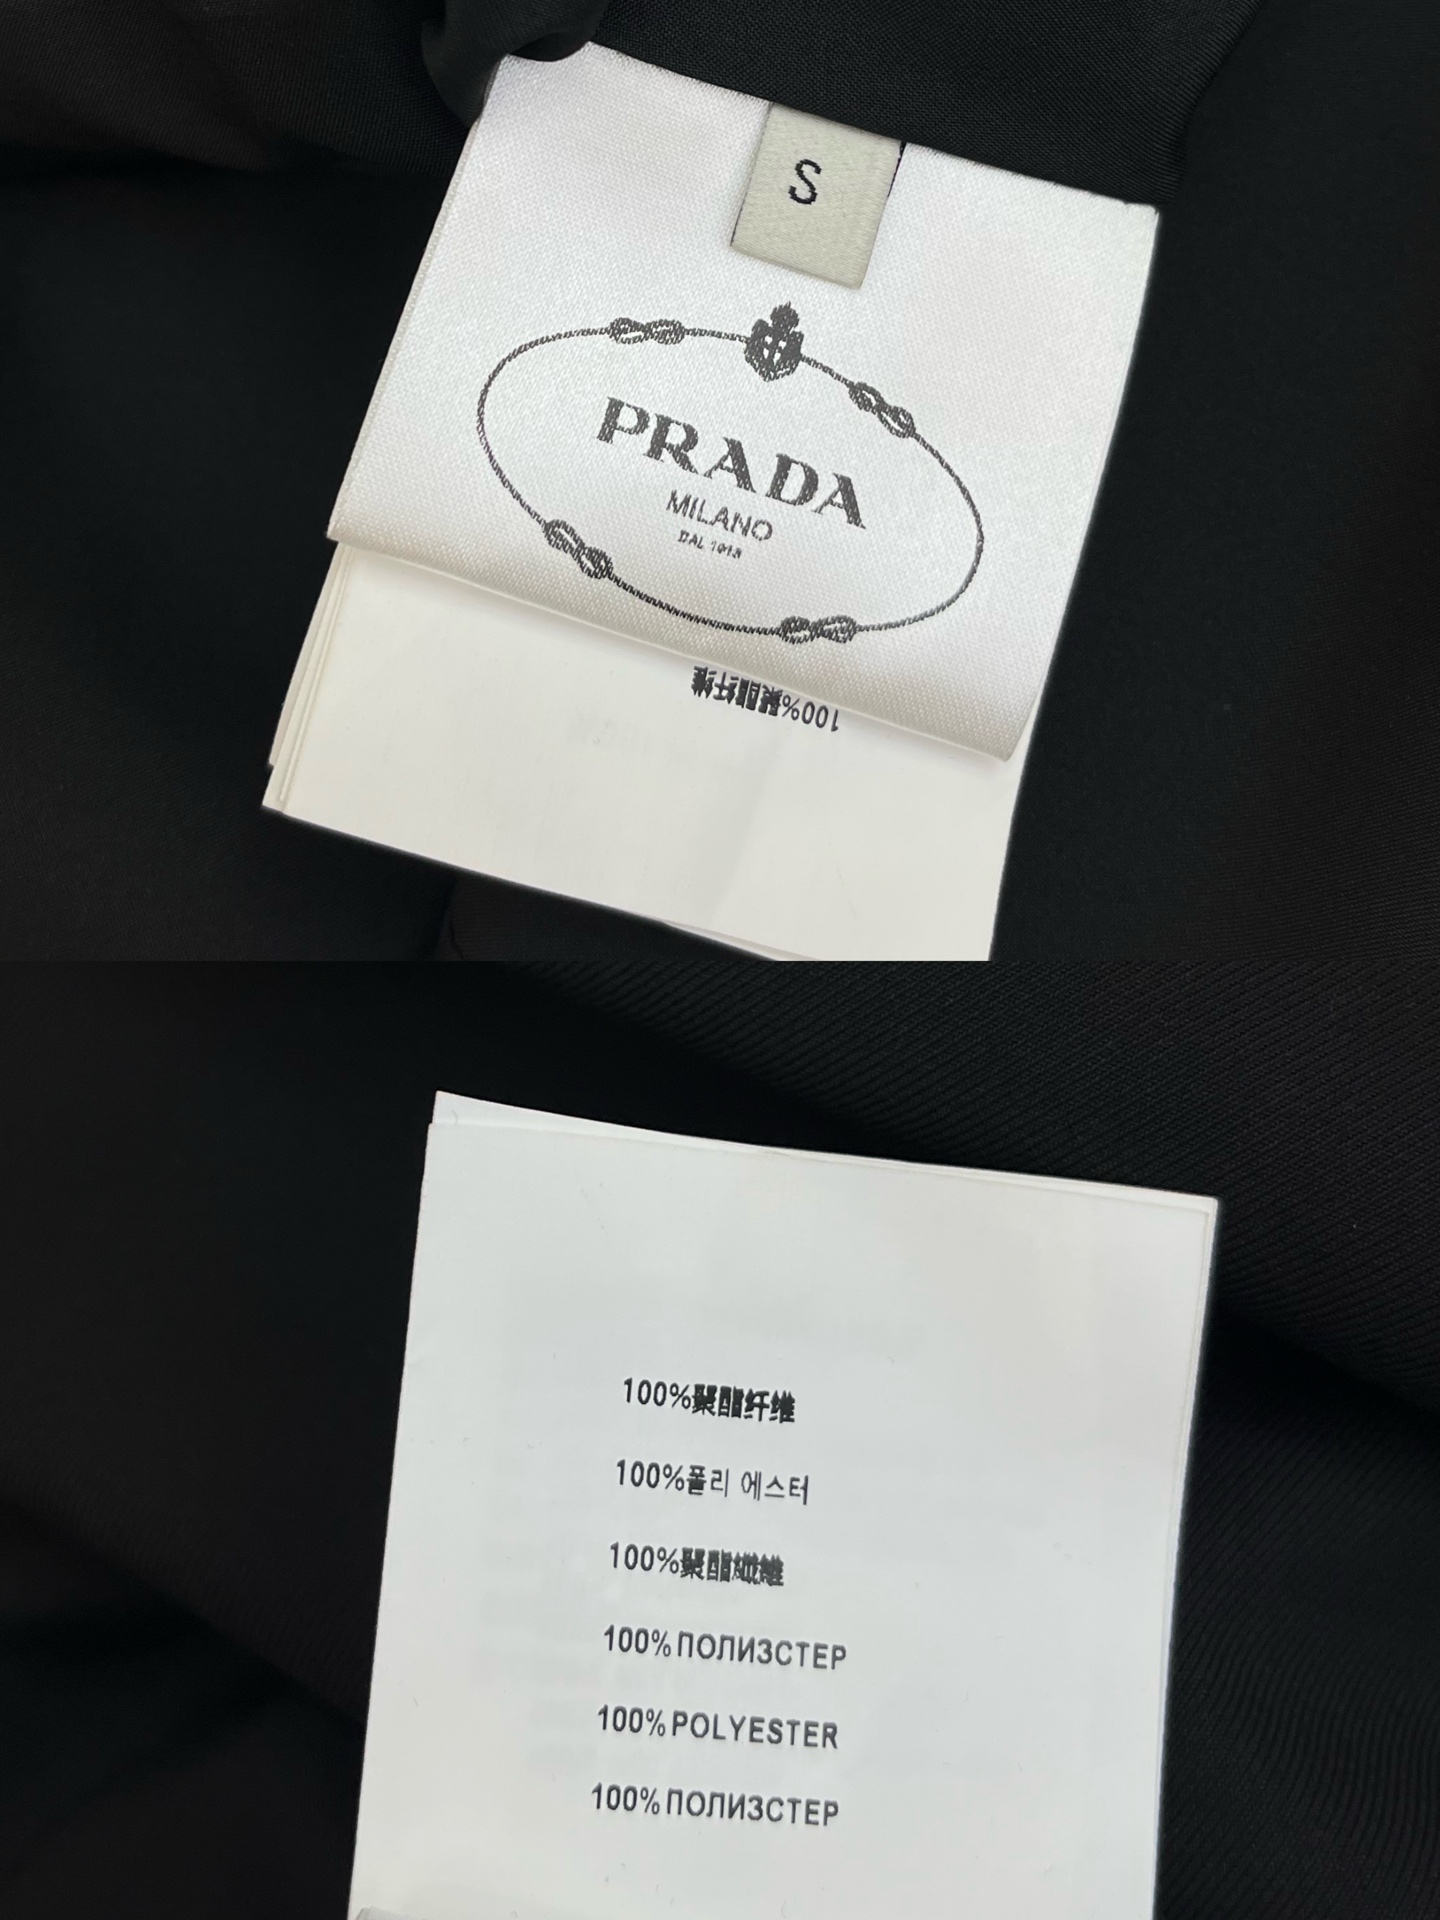 S
PRADA
MILANO
DAL 1913
100%聚酯纤维
100%聚酯纤维
100%폴리 에스터
100%聚酯纖維
100%ПОЛИЗСТЕР
100%POLYESTER
100%ПОЛИЗСТЕР